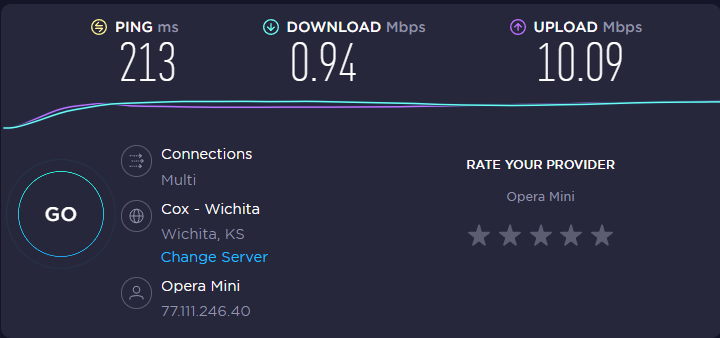 PING ms
DOWNLOAD Mbps
UPLOAD Mbps
213
0.94
10.09
Connections
Multi
Cox - Wichita
Wichita, KS
Change Server
Opera Mini
77.111.246.40
GO
RATE YOUR PROVIDER
Opera Mini